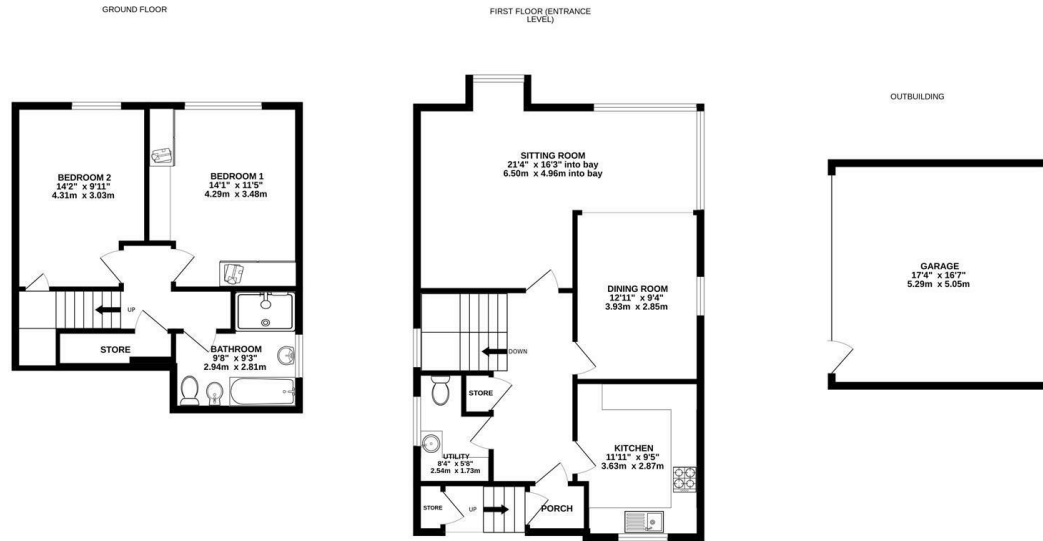 GROUND FLOOR
BEDROOM 2
14'2" x 9'11"
4.31m x 3.03m
BEDROOM 1
14'1" x 11'5"
4.29m x 3.48m
UP
STORE
BATHROOM
9'8" x 9'3"
2.94m x 2.81m
FIRST FLOOR (ENTRANCE
LEVEL)
SITTING ROOM
21'4" x 16'3" into bay
6.50m x 4.96m into bay
DINING ROOM
12'11" x 9'4"
3.93m x 2.85m
DOWN
STORE
UTILITY
8'4" x 5'8"
2.54m x 1.73m
KITCHEN
11'11" x 9'5"
3.63m x 2.87m
STORE
UP
PORCH
OUTBUILDING
GARAGE
17'4" x 16'7"
5.29m x 5.05m